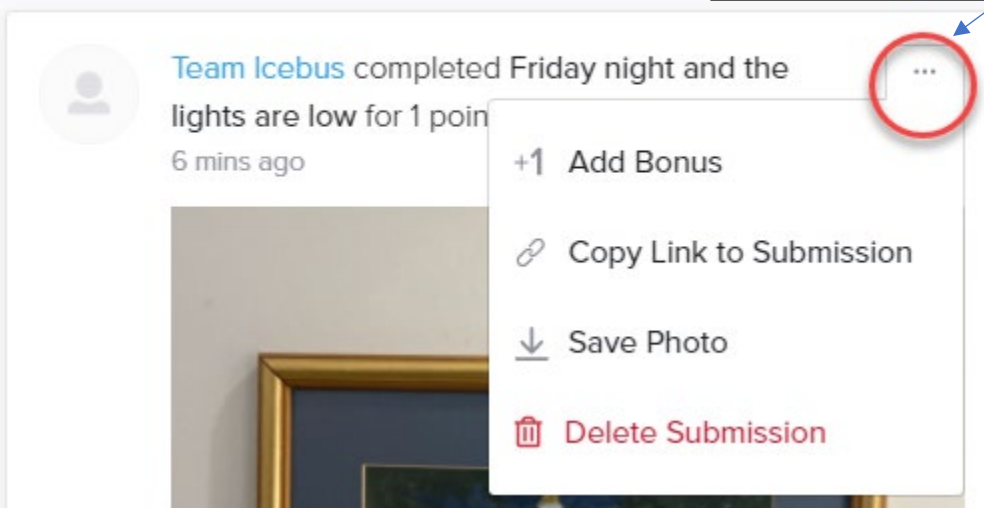 Team Icebus completed Friday night and the
lights are low for 1 poin
6 mins ago
+1 Add Bonus
Copy Link to Submission
Save Photo
Delete Submission